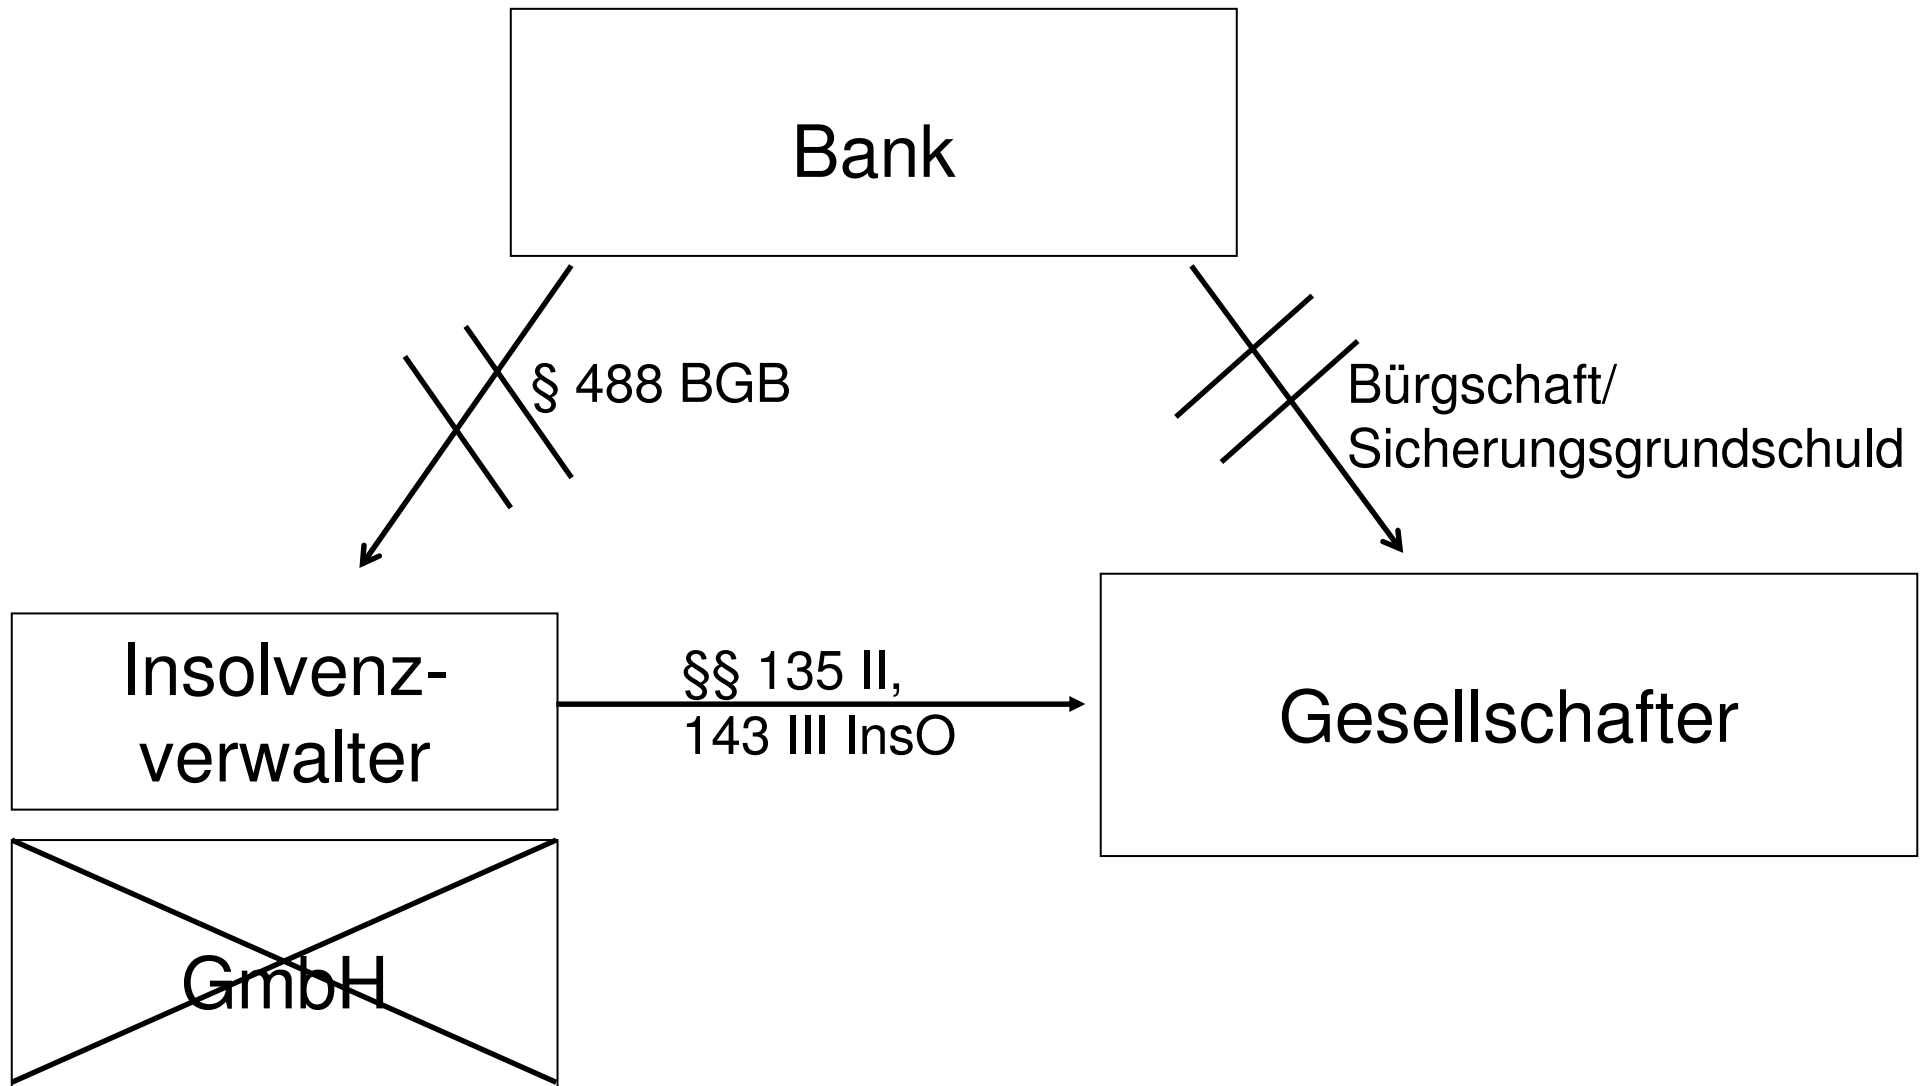 Bank
§ 488 BGB
Bürgschaft/
Sicherungsgrundschuld
Insolvenz-
verwalter
§§ 135 II,
143 III InsO
Gesellschafter
GmbH